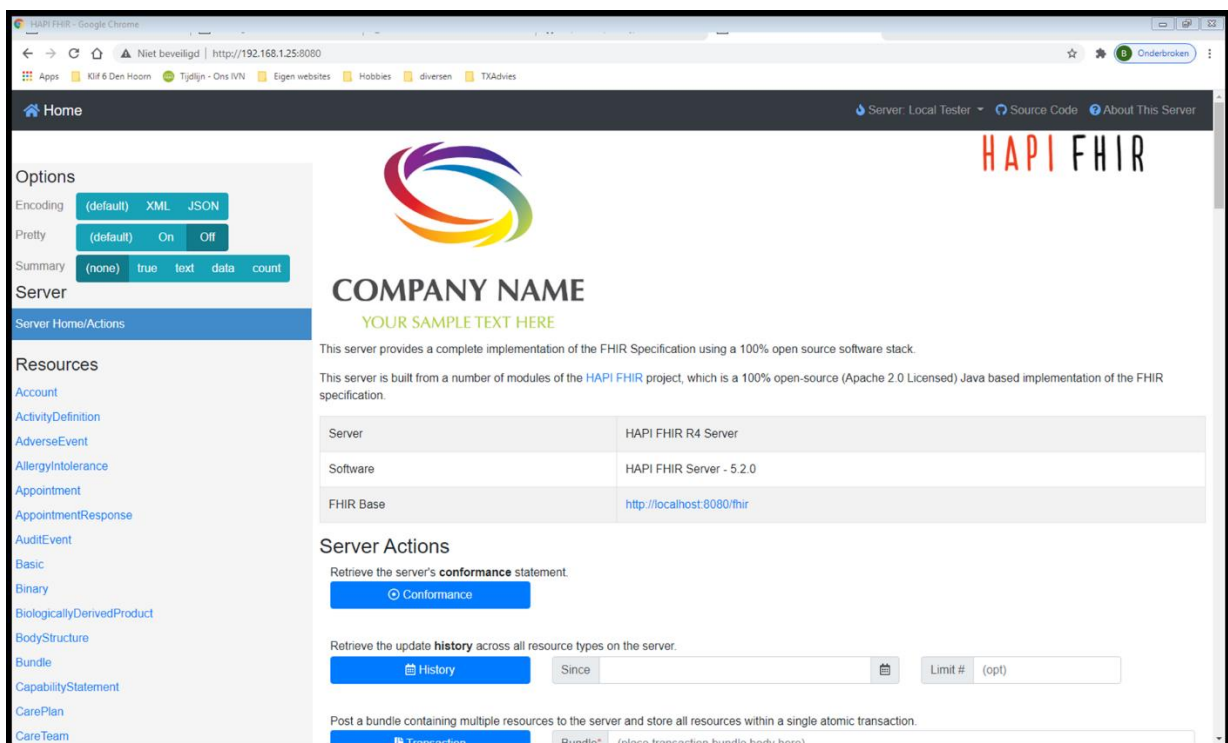 HAPI FHIR - Google Chrome
Niet beveiligd | http://192.168.1.25:8080
B Onderbroken
Apps Klif 6 Den Hoorn Tijdlijn - Ons IVN Eigen websites Hobbies diversen TXAdvies
Home Server: Local Tester Source Code About This Server
HAPI FHIR
Options
Encoding (default) XML JSON
Pretty (default) On Off
Summary (none) true text data count
Server
Server Home/Actions
Resources
Account
ActivityDefinition
AdverseEvent
AllergyIntolerance
Appointment
AppointmentResponse
AuditEvent
Basic
Binary
BiologicallyDerivedProduct
BodyStructure
Bundle
CapabilityStatement
CarePlan
CareTeam
COMPANY NAME
YOUR SAMPLE TEXT HERE
This server provides a complete implementation of the FHIR Specification using a 100% open source software stack.
This server is built from a number of modules of the HAPI FHIR project, which is a 100% open-source (Apache 2.0 Licensed) Java based implementation of the FHIR
specification.
Server HAPI FHIR R4 Server
Software HAPI FHIR Server - 5.2.0
FHIR Base http://localhost:8080/fhir
Server Actions
Retrieve the server's conformance statement.
Conformance
Retrieve the update history across all resource types on the server.
History Since Limit # (opt)
Post a bundle containing multiple resources to the server and store all resources within a single atomic transaction.
Transaction Bundle* (place transaction bundle body here)